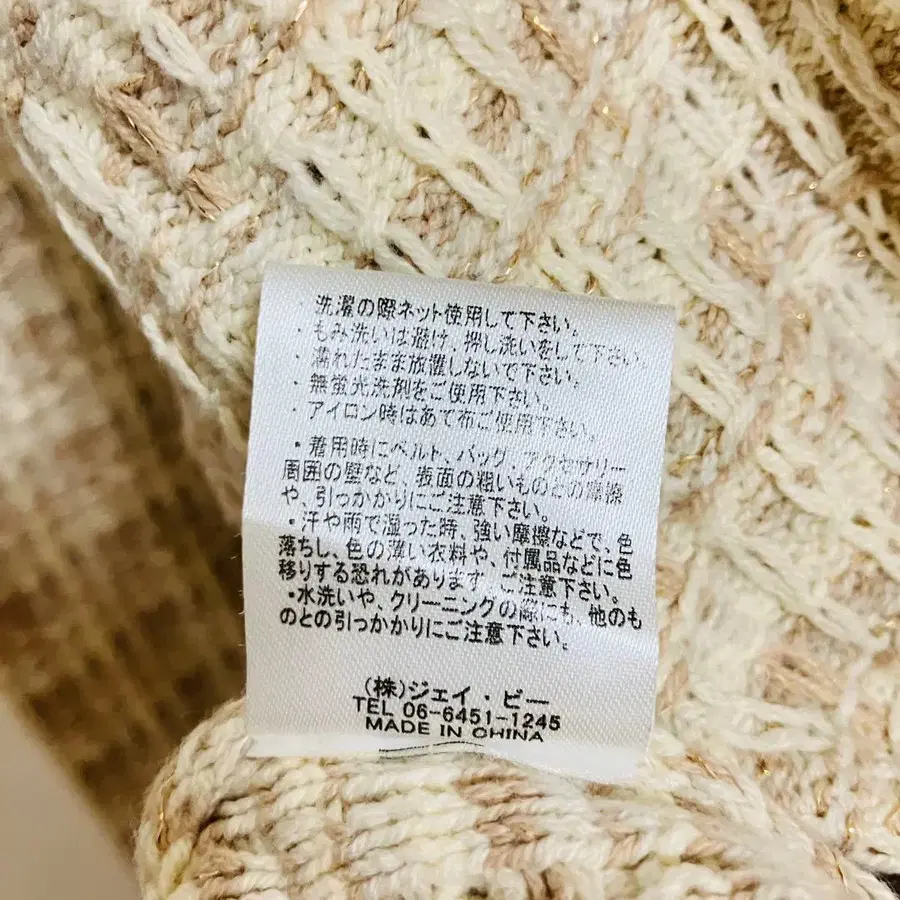 ・洗濯の際ネット使用して下さい。
・もみ洗いは避け、押し洗いをして下さい。
・濡れたまま放置しないで下さい。
・無蛍光洗剤をご使用下さい。
・アイロン時はあて布ご使用下さい。
・着用時にベルト、バッグ・アクセサリー
周囲の壁など、表面の粗いものとの摩擦
や、引っかかりにご注意下さい。
・汗や雨で湿った時、強い摩擦などで、色
落ちし、色の薄い衣料や、付属品などに色
移りする恐れがあります。ご注意下さい。
・水洗いや、クリーニングの際にも、他のも
のとの引っかかりにご注意下さい。
(株)ジェイ・ビー
TEL 06-6451-1245
MADE IN CHINA